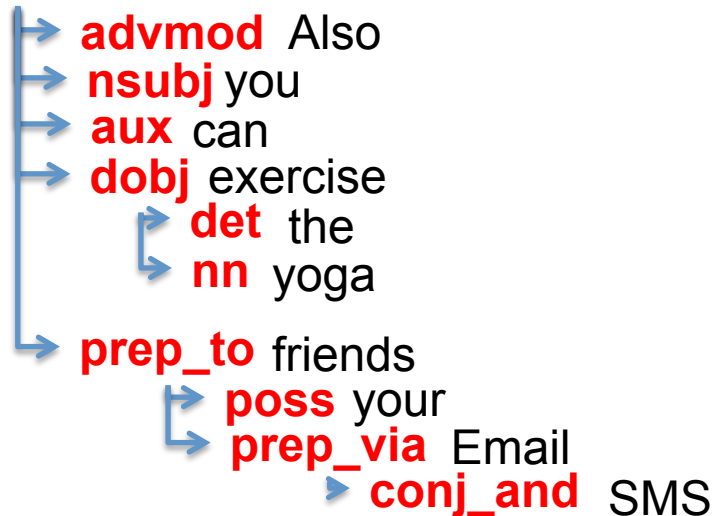 advmod Also
nsubj you
aux can
dobj exercise
det the
nn yoga
prep_to friends
poss your
prep_via Email
conj_and SMS